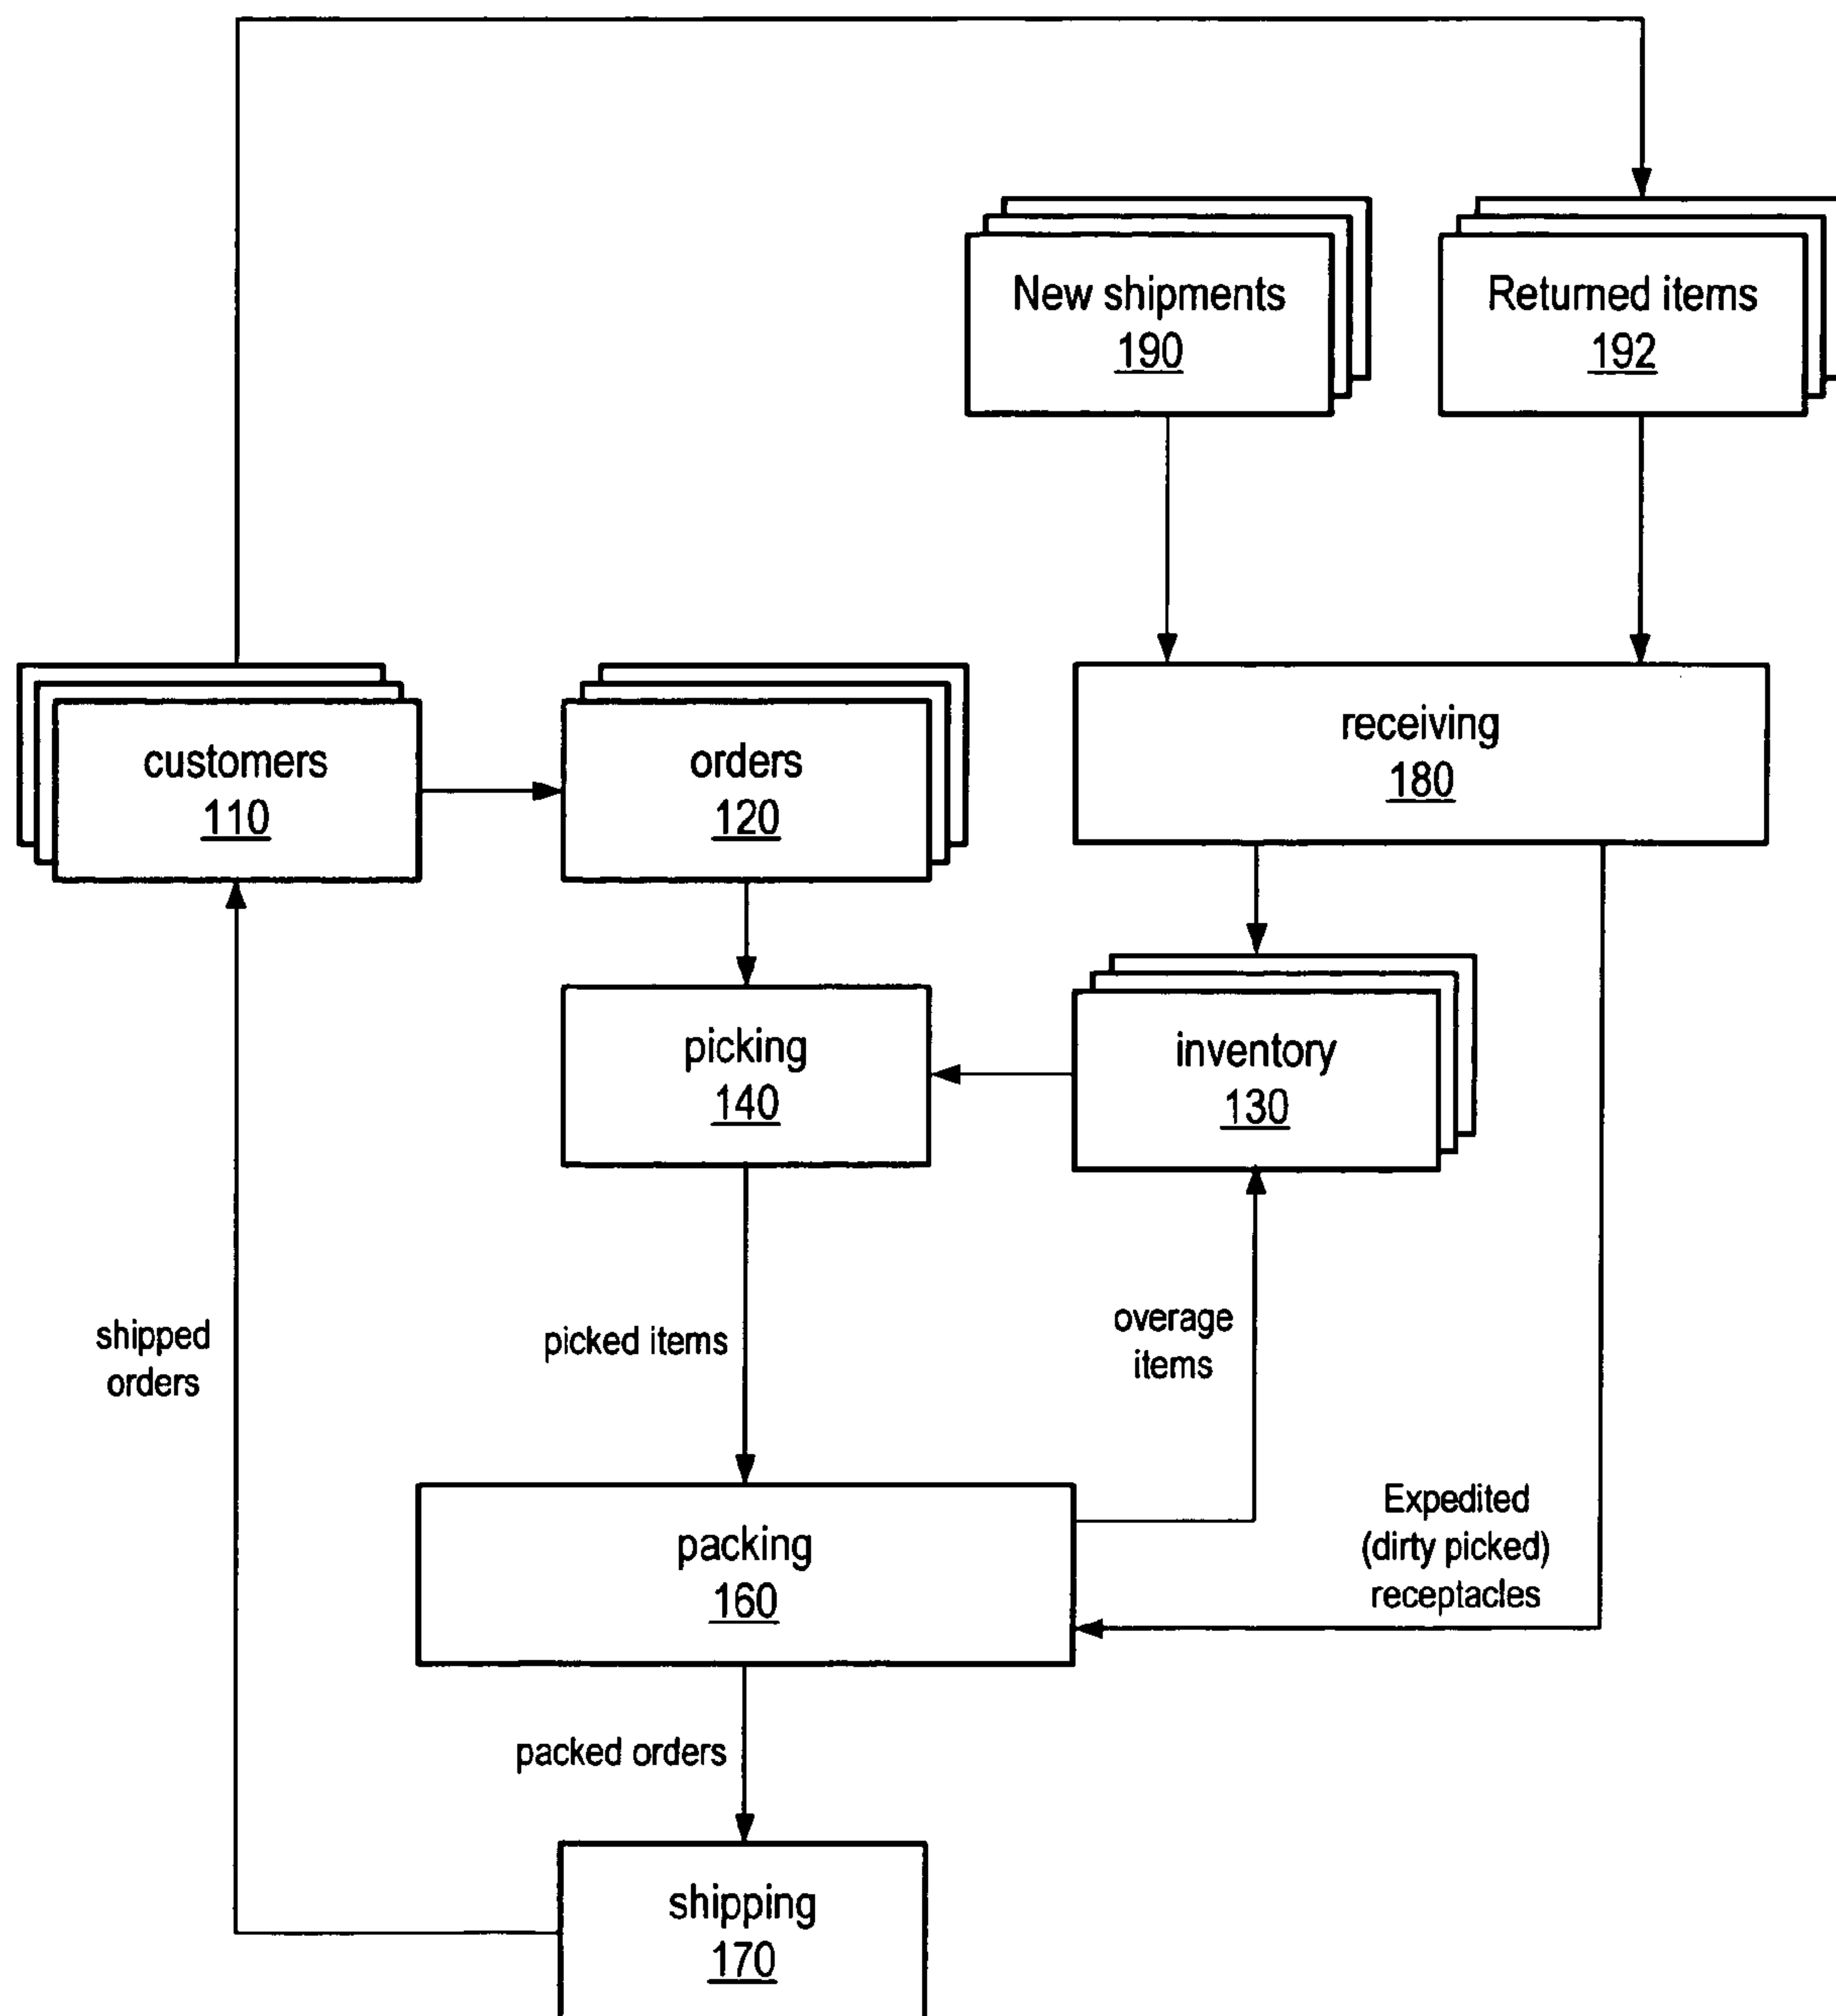 New shipments
190
Returned items
192
customers
110
orders
120
receiving
180
picking
140
inventory
130
shipped
orders
picked items
overage
items
packing
160
Expedited
(dirty picked)
receptacles
packed orders
shipping
170